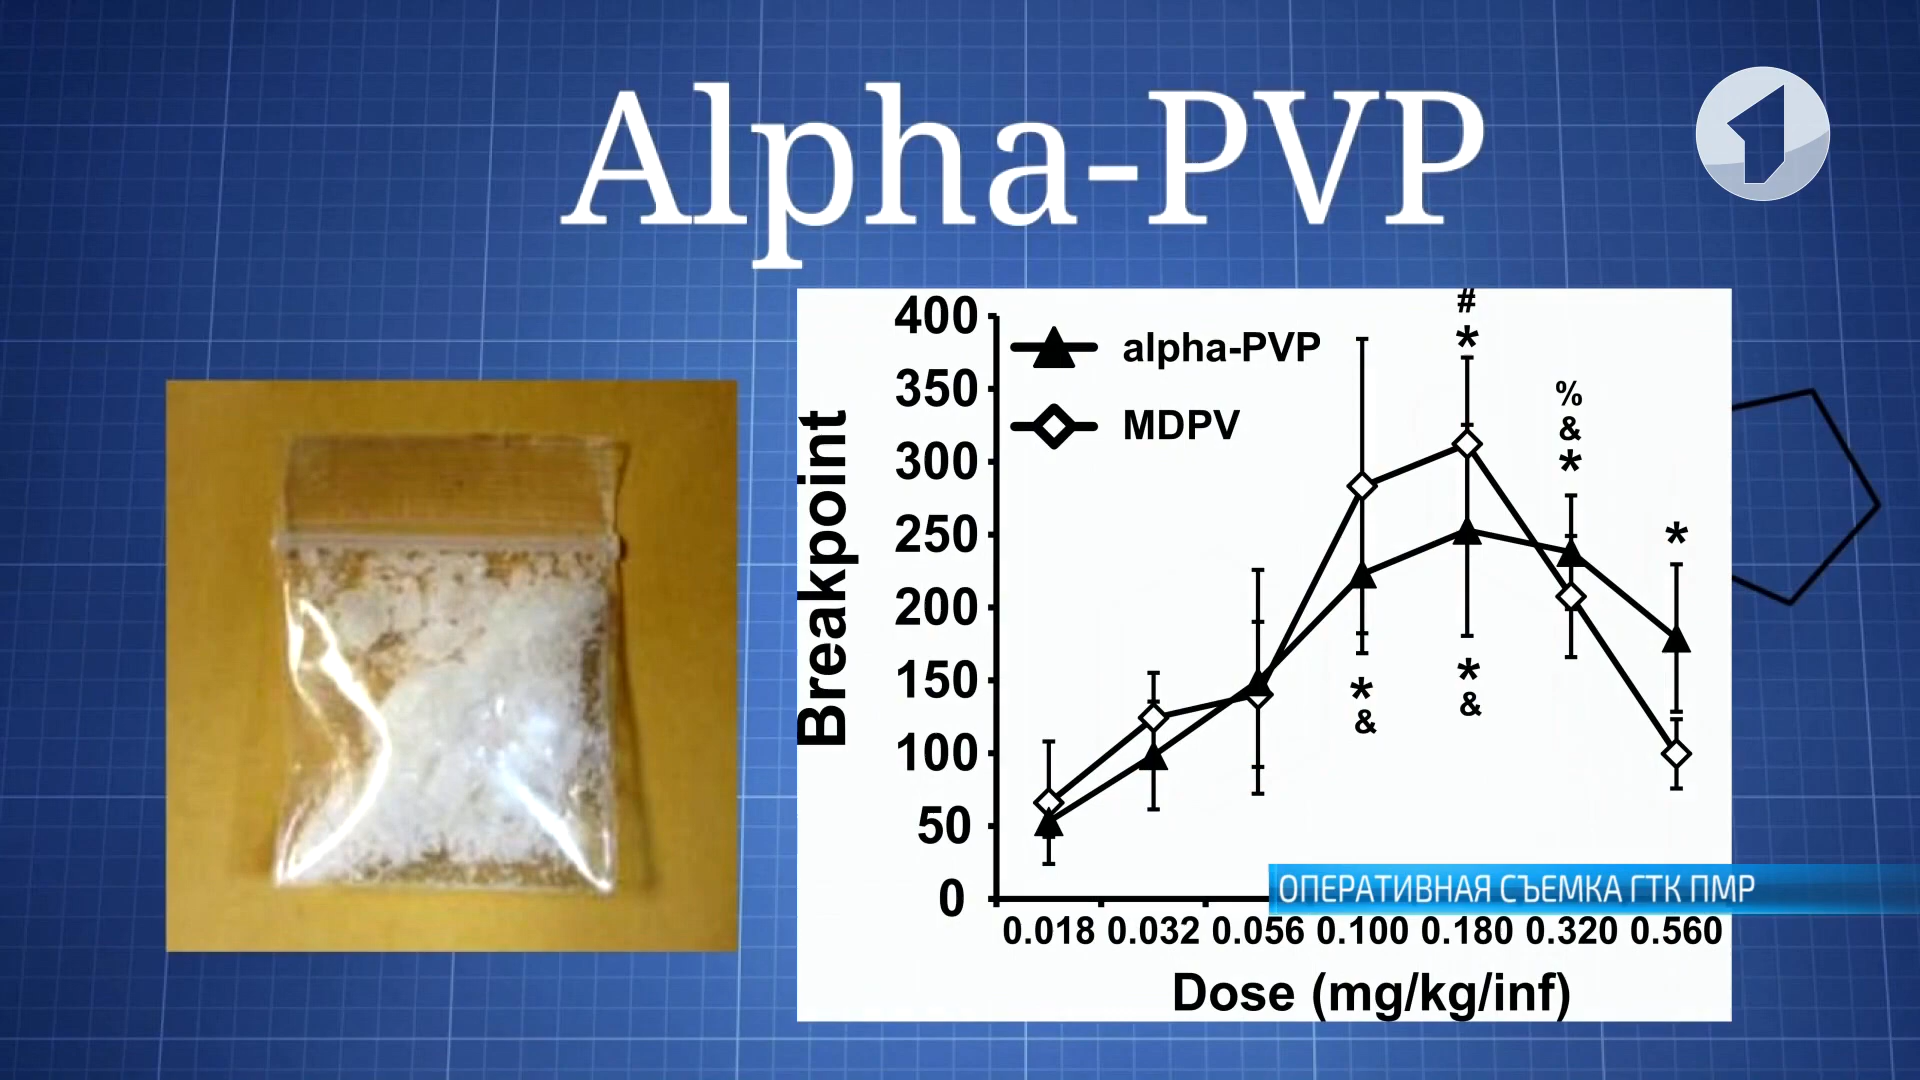 Alpha-PVP
400
350
300
250
200
150
100
50
0
Breakpoint
alpha-PVP
MDPV
#
*
%
&
*
*
*
&
*
&
0.018 0.032 0.056 0.100 0.180 0.320 0.560
Dose (mg/kg/inf)
ОПЕРАТИВНАЯ СЪЕМКА ГТК ПМР
1